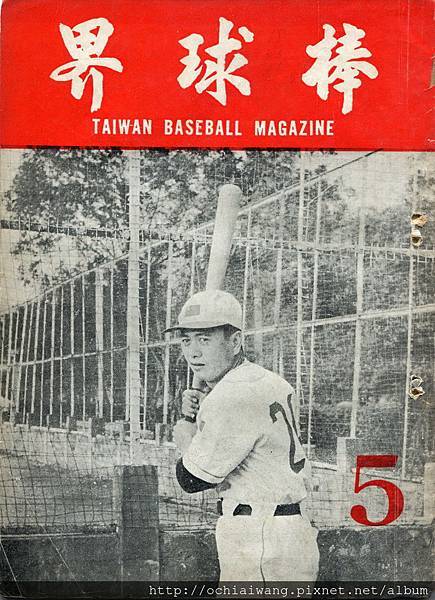 棒球界
TAIWAN BASEBALL MAGAZINE
5
http://ochiaiwang.pixnet.net/album